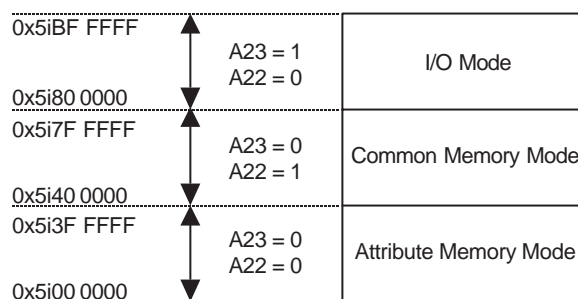 0x5iBF FFFF
A23 = 1
A22 = 0
I/O Mode
0x5i80 0000
0x5i7F FFFF
A23 = 0
A22 = 1
Common Memory Mode
0x5i40 0000
0x5i3F FFFF
A23 = 0
A22 = 0
Attribute Memory Mode
0x5i00 0000